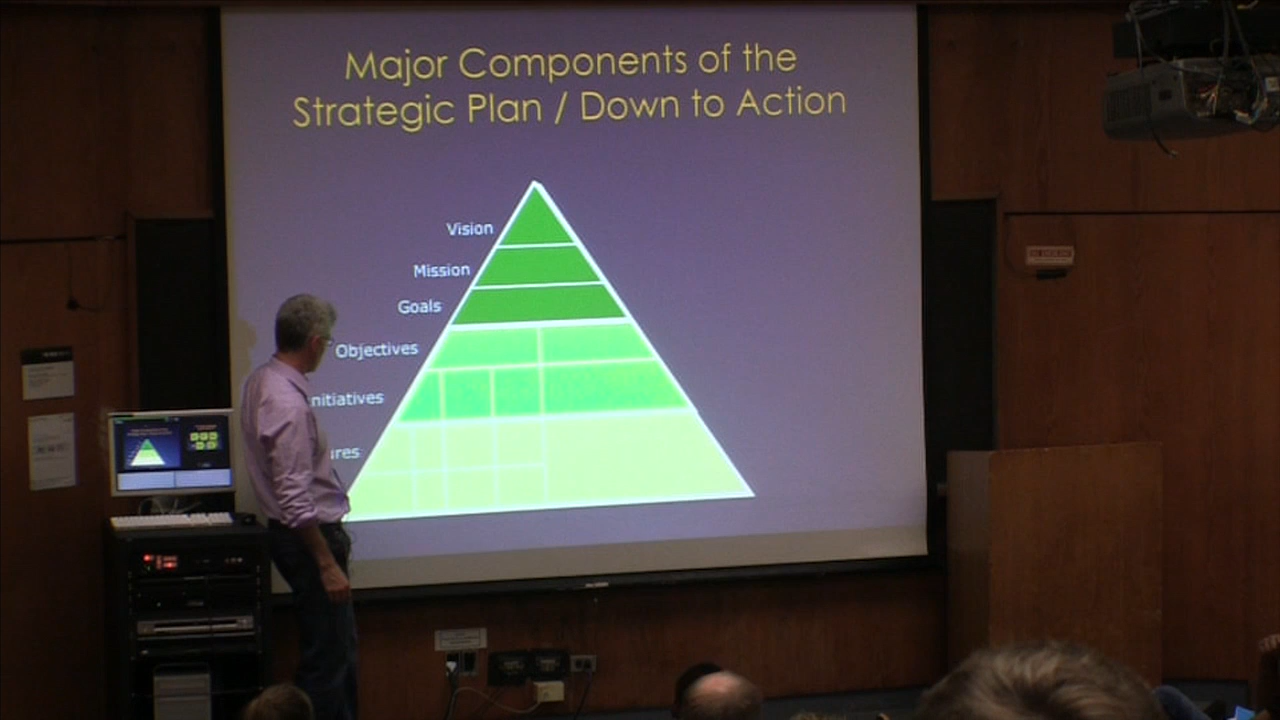 Major Components of the
Strategic Plan / Down to Action
Vision
Mission
Goals
Objectives
nitiatives
ures